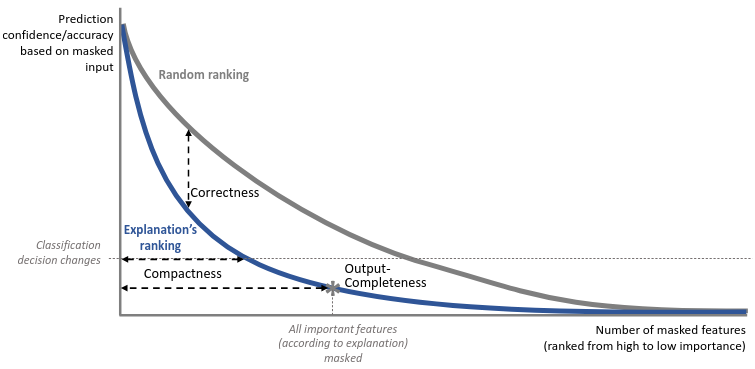 Prediction
confidence/accuracy
based on masked
input
Random ranking
Correctness
Explanation's
ranking
Classification
decision changes
Compactness
Output-
Completeness
All important features
(according to explanation)
masked
Number of masked features
(ranked from high to low importance)